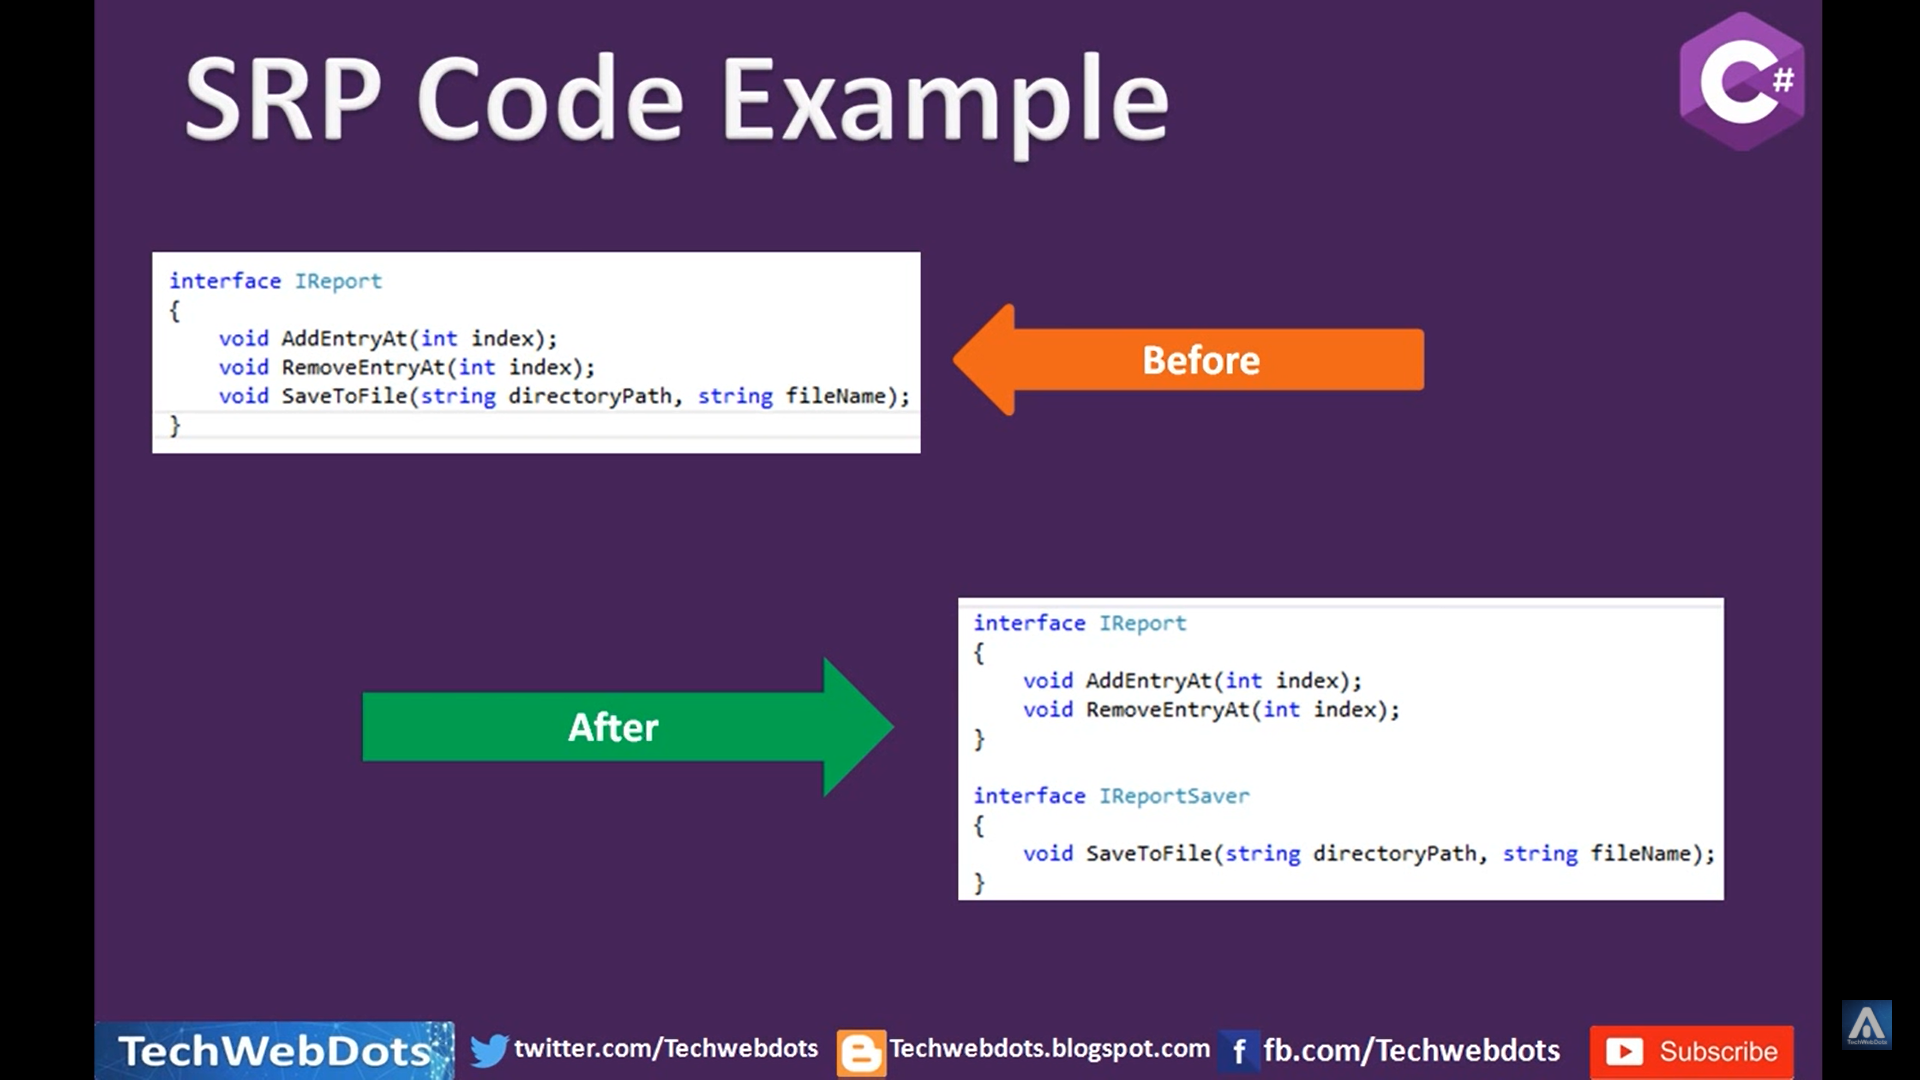 SRP Code Example
C#
interface IReport
{
    void AddEntryAt(int index);
    void RemoveEntryAt(int index);
    void SaveToFile(string directoryPath, string fileName);
}
Before
After
interface IReport
{
    void AddEntryAt(int index);
    void RemoveEntryAt(int index);
}
interface IReportSaver
{
    void SaveToFile(string directoryPath, string fileName);
}
TechWebDots
twitter.com/Techwebdots
Techwebdots.blogspot.com
fb.com/Techwebdots
Subscribe
TechWebDots